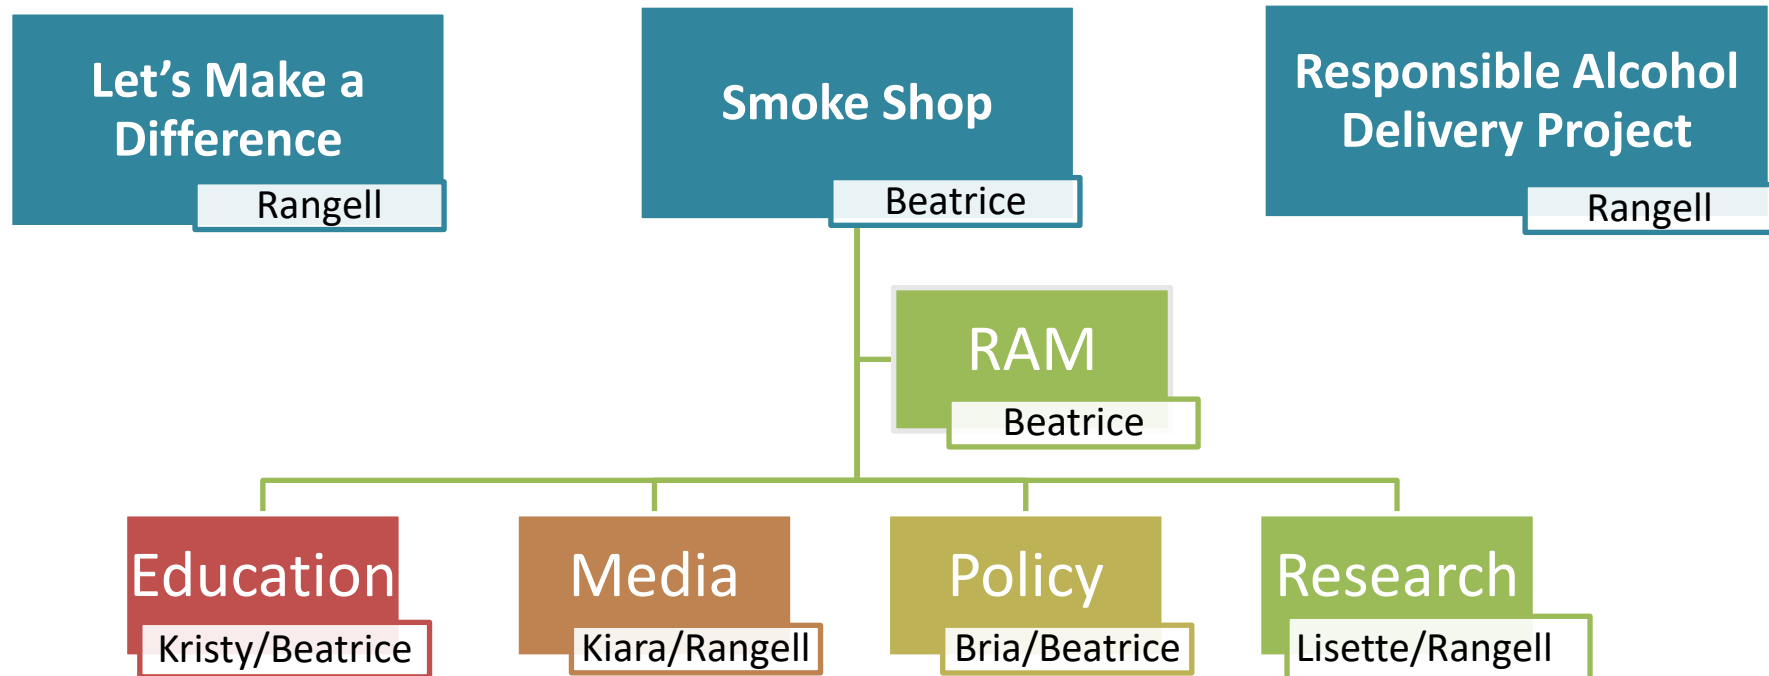 Let’s Make a
Difference
Rangell
Smoke Shop
Beatrice
Responsible Alcohol
Delivery Project
Rangell
RAM
Beatrice
Education
Kristy/Beatrice
Media
Kiara/Rangell
Policy
Bria/Beatrice
Research
Lisette/Rangell